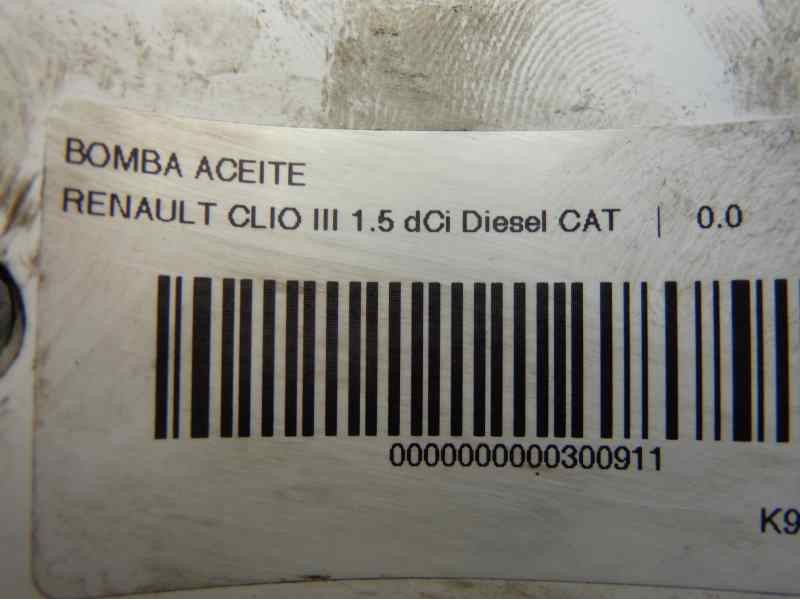 BOMBA ACEITE
RENAULT CLIO III 1.5 dCi Diesel CAT | 0.0
0000000000300911
K9